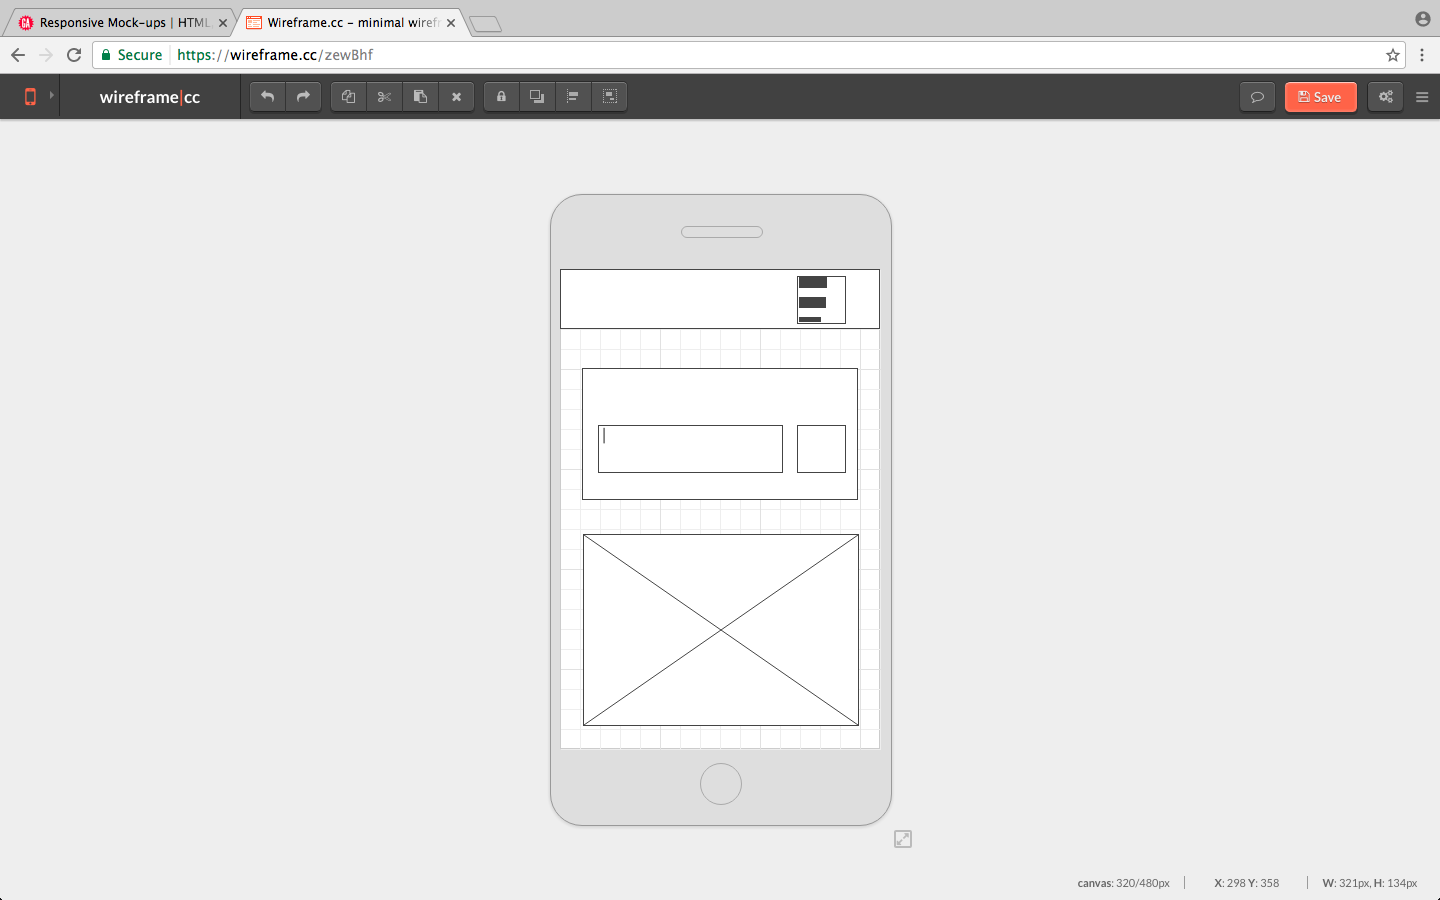 GA Responsive Mock-ups | HTML
Wireframe.cc – minimal wiref
Secure https://wireframe.cc/zewBhf
wireframe|cc
Save
canvas: 320/480px X: 298 Y: 358 W: 321px, H: 134px